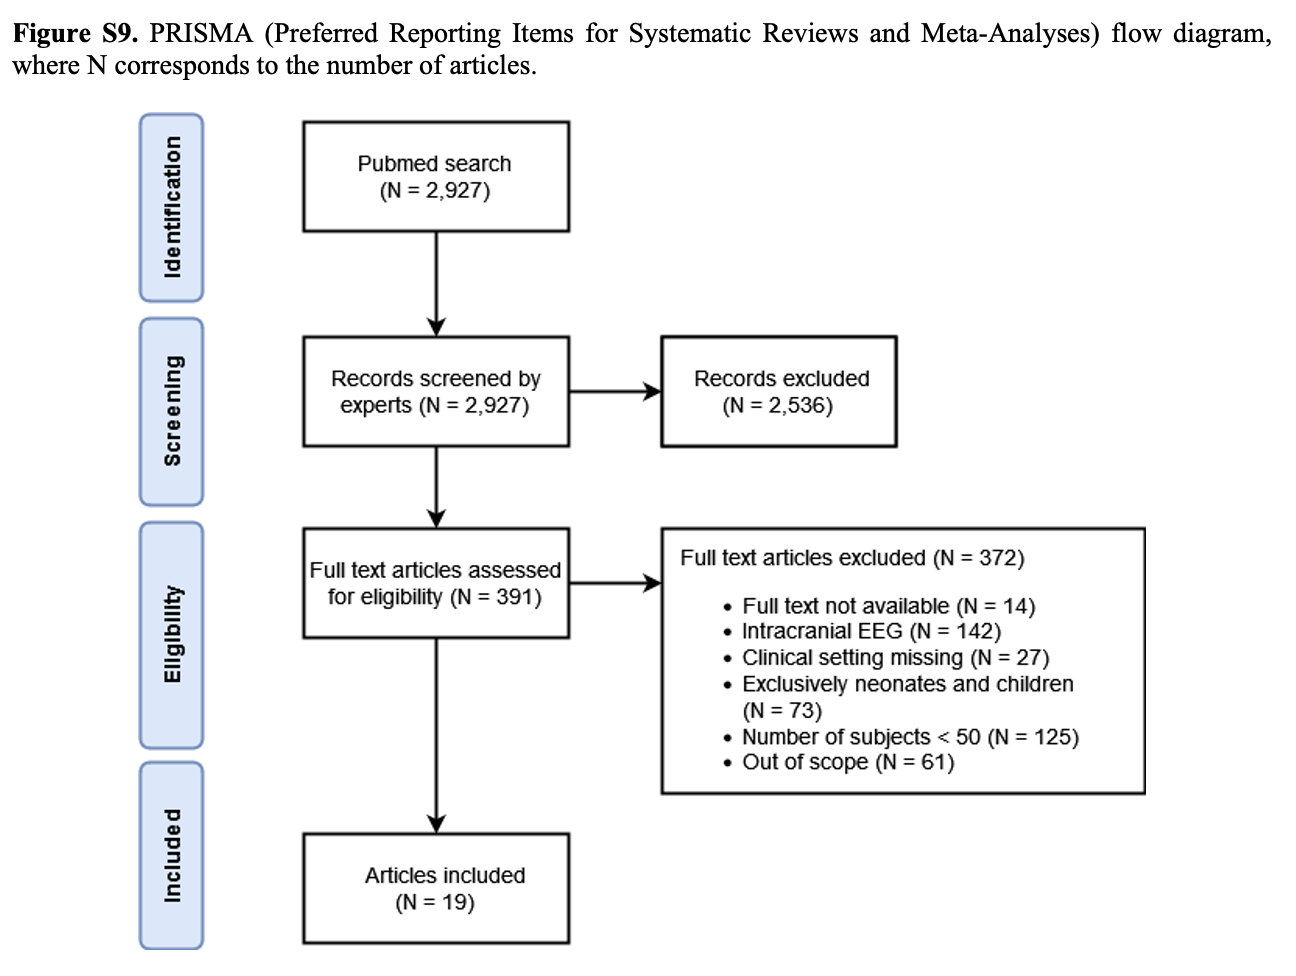 Figure S9. PRISMA (Preferred Reporting Items for Systematic Reviews and Meta-Analyses) flow diagram,
where N corresponds to the number of articles.
Identification
Pubmed search
(N = 2,927)
Screening
Records screened by
experts (N = 2,927)
Records excluded
(N = 2,536)
Eligibility
Full text articles assessed
for eligibility (N = 391)
Full text articles excluded (N = 372)
• Full text not available (N = 14)
• Intracranial EEG (N = 142)
• Clinical setting missing (N = 27)
• Exclusively neonates and children
(N = 73)
• Number of subjects < 50 (N = 125)
• Out of scope (N = 61)
Included
Articles included
(N = 19)